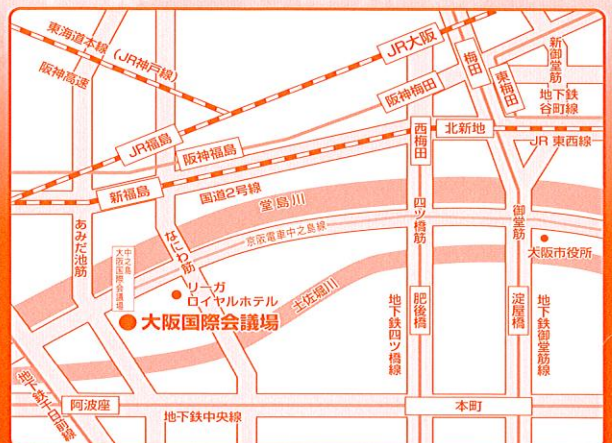 東海道本線（JR神戸線）
阪神高速
JR大阪
梅田
東梅田
新御堂筋
阪神梅田
地下鉄
谷町線
JR福島
阪神福島
西梅田
北新地
JR 東西線
新福島
国道2号線
堂島川
あみだ池筋
なにわ筋
四ツ橋筋
御堂筋
京阪電車中之島線
大阪市役所
中之島
大阪国際会議場
リーガ
ロイヤルホテル
土佐堀川
大阪国際会議場
地下鉄四ツ橋線
肥後橋
淀屋橋
地下鉄御堂筋線
地下鉄千日前線
阿波座
地下鉄中央線
本町